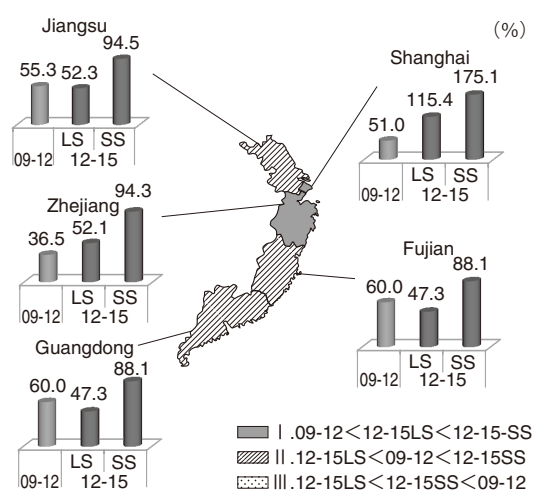 (%)
Jiangsu
55.3 52.3 94.5
LS SS
09-12 12-15
Shanghai
51.0 115.4 175.1
LS SS
09-12 12-15
Zhejiang
36.5 52.1 94.3
LS SS
09-12 12-15
Fujian
60.0 47.3 88.1
LS SS
09-12 12-15
Guangdong
60.0 47.3 88.1
LS SS
09-12 12-15
Ⅰ.09-12<12-15LS<12-15-SS
Ⅱ.12-15LS<09-12<12-15SS
Ⅲ.12-15LS<12-15SS<09-12